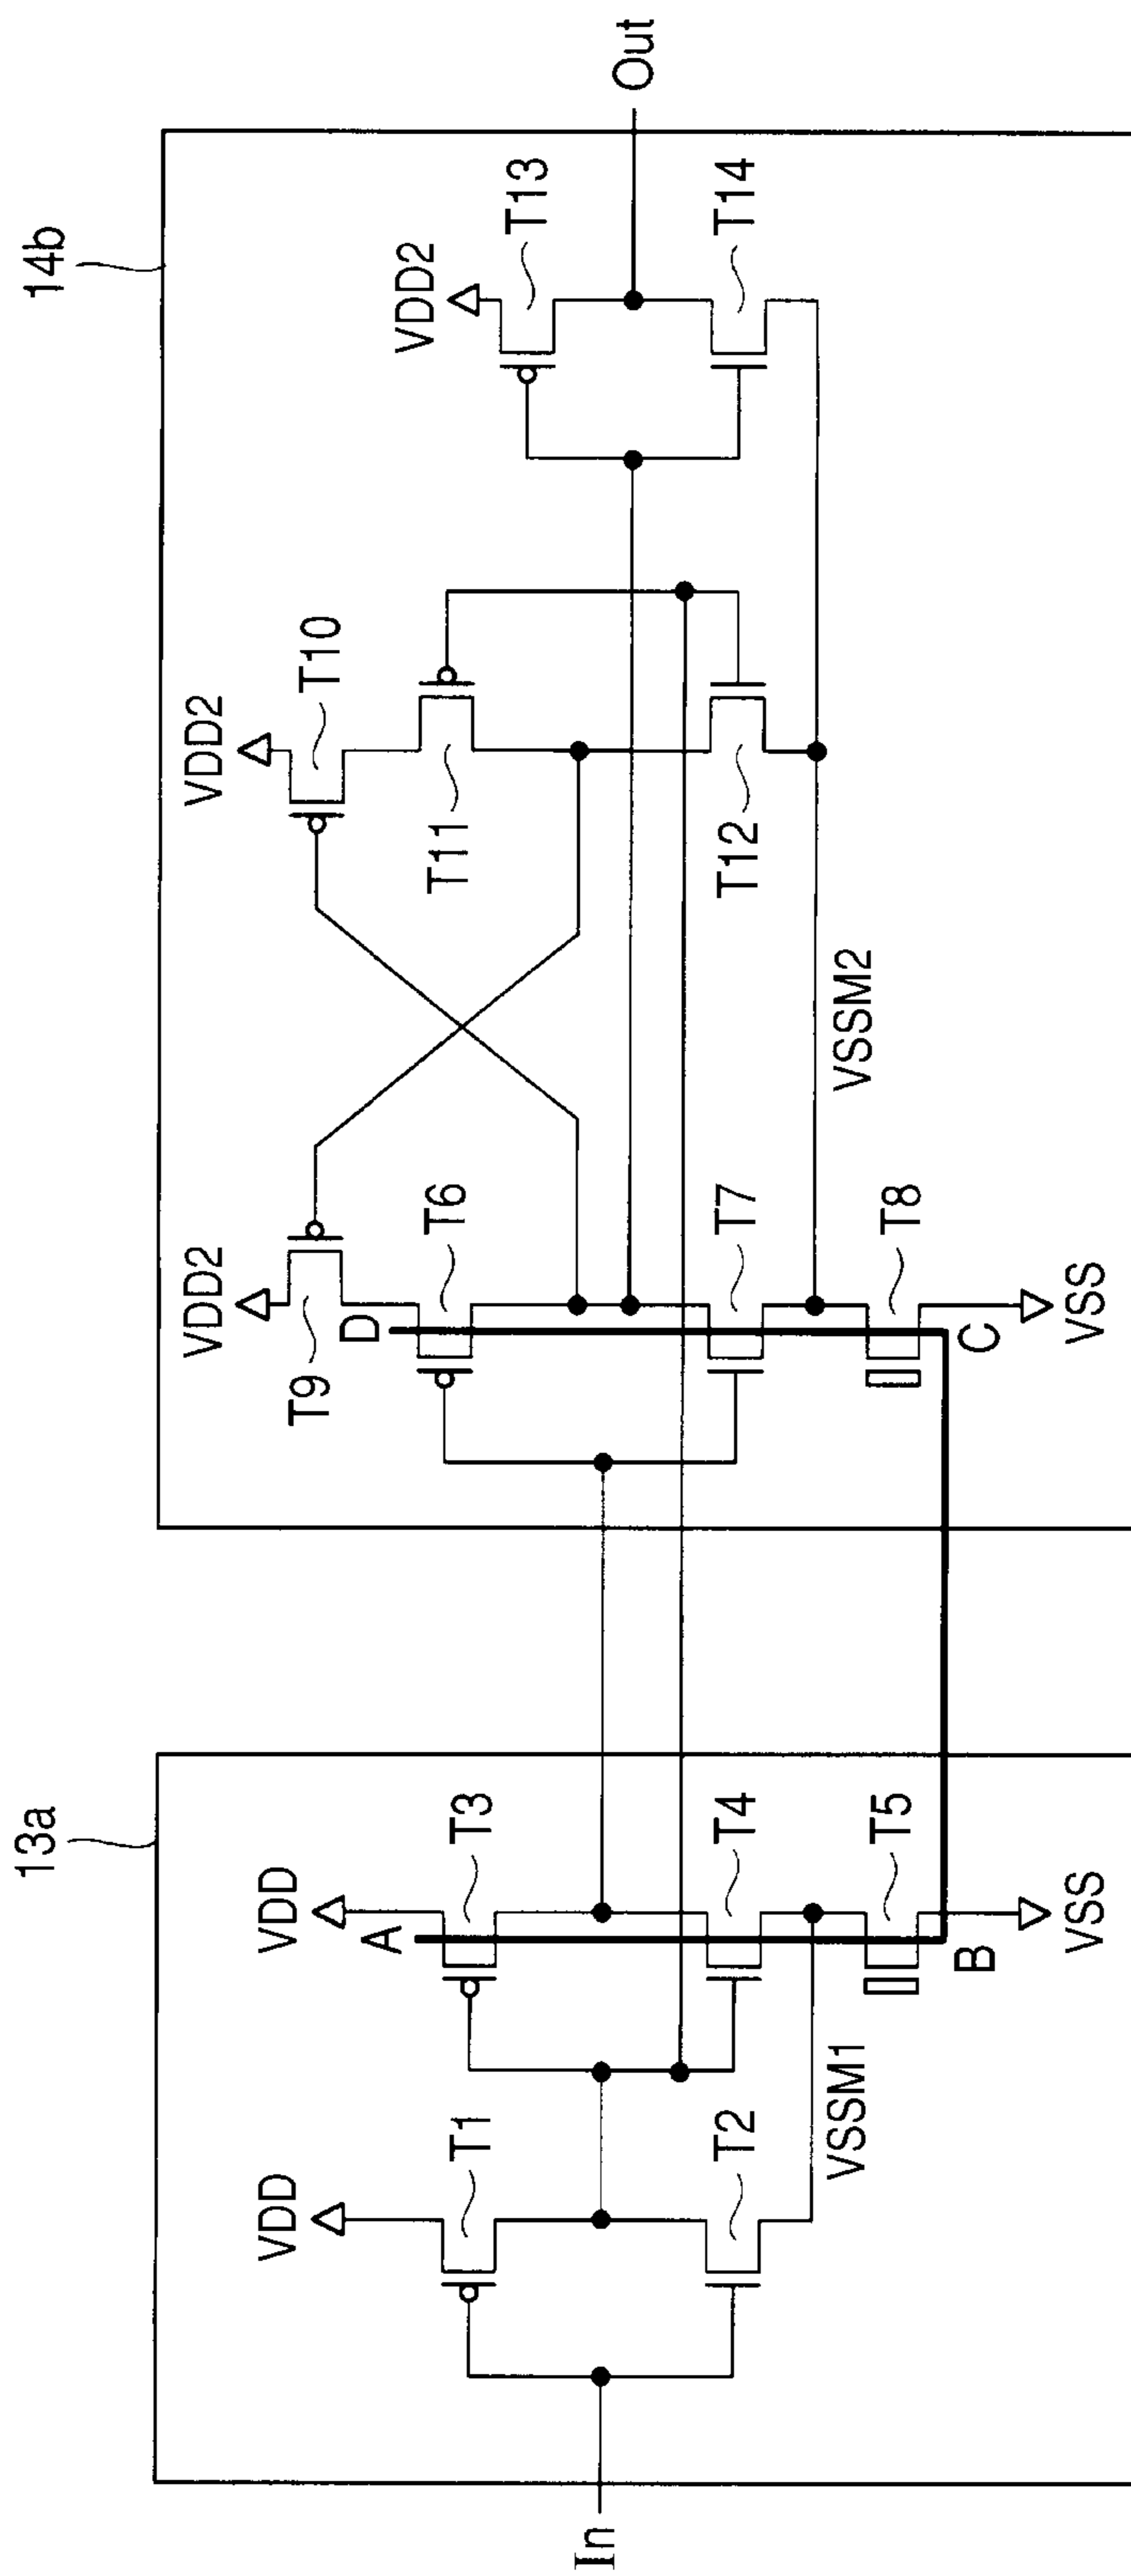 13a
14b
VDD
VDD
A
T1
T3
T2
T4
T5
VSSM1
B
VSS
In
VDD2
VDD2
VDD2
T9
D
T6
T10
T11
T13
T7
T12
T14
T8
VSSM2
C
VSS
Out